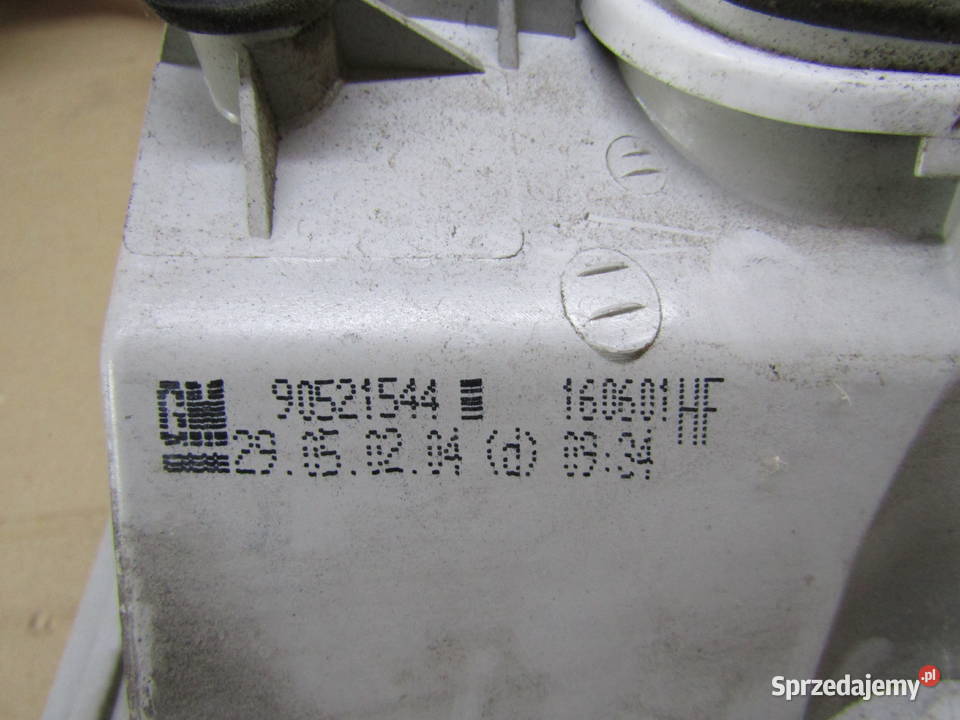 GM 90521544 160601HF
29.05.02.04 (d) 09:34
Sprzedajemy.pl